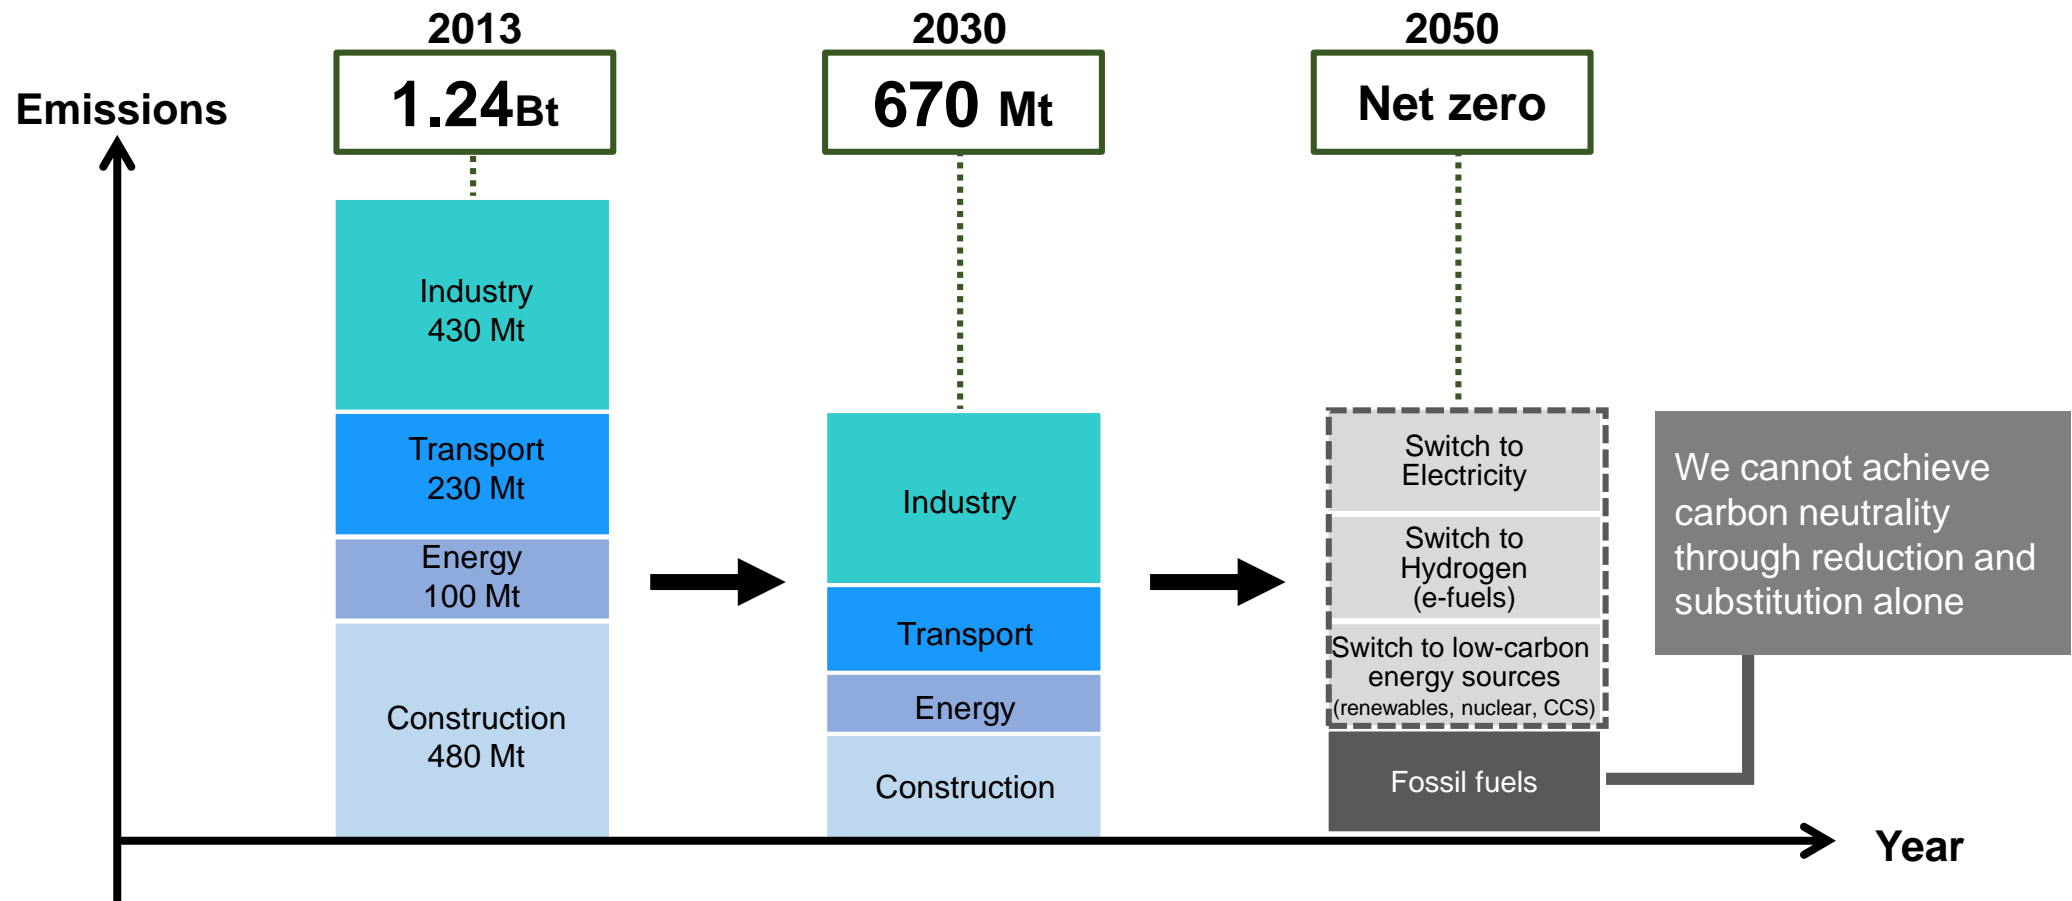 2013
2030
2050
Emissions
1.24Bt
670 Mt
Net zero
Industry
430 Mt
Transport
230 Mt
Energy
100 Mt
Construction
480 Mt
Industry
Transport
Energy
Construction
Switch to
Electricity
Switch to
Hydrogen
(e-fuels)
Switch to low-carbon
energy sources
(renewables, nuclear, CCS)
Fossil fuels
We cannot achieve
carbon neutrality
through reduction and
substitution alone
Year